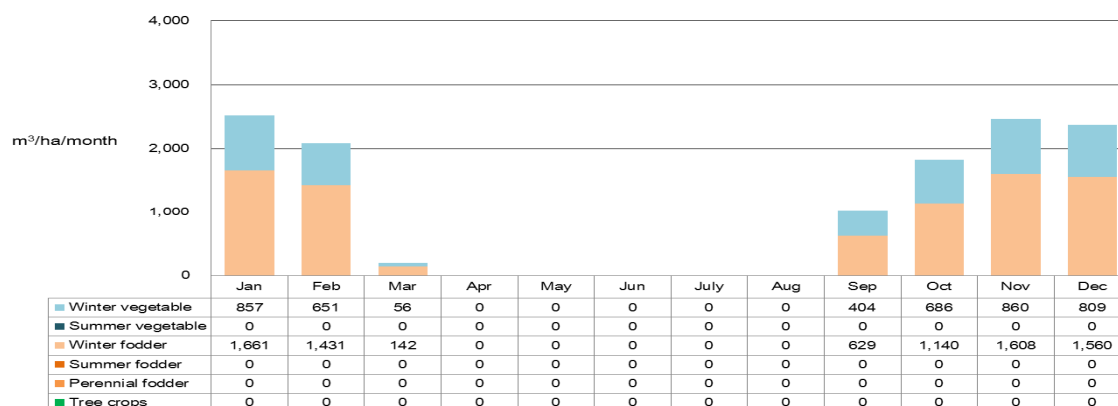 4,000
3,000
m³/ha/month
2,000
1,000
0
Jan Feb Mar Apr May Jun July Aug Sep Oct Nov Dec
Winter vegetable 857 651 56 0 0 0 0 0 404 686 860 809
Summer vegetable 0 0 0 0 0 0 0 0 0 0 0 0
Winter fodder 1,661 1,431 142 0 0 0 0 0 629 1,140 1,608 1,560
Summer fodder 0 0 0 0 0 0 0 0 0 0 0 0
Perennial fodder 0 0 0 0 0 0 0 0 0 0 0 0
Tree crops 0 0 0 0 0 0 0 0 0 0 0 0